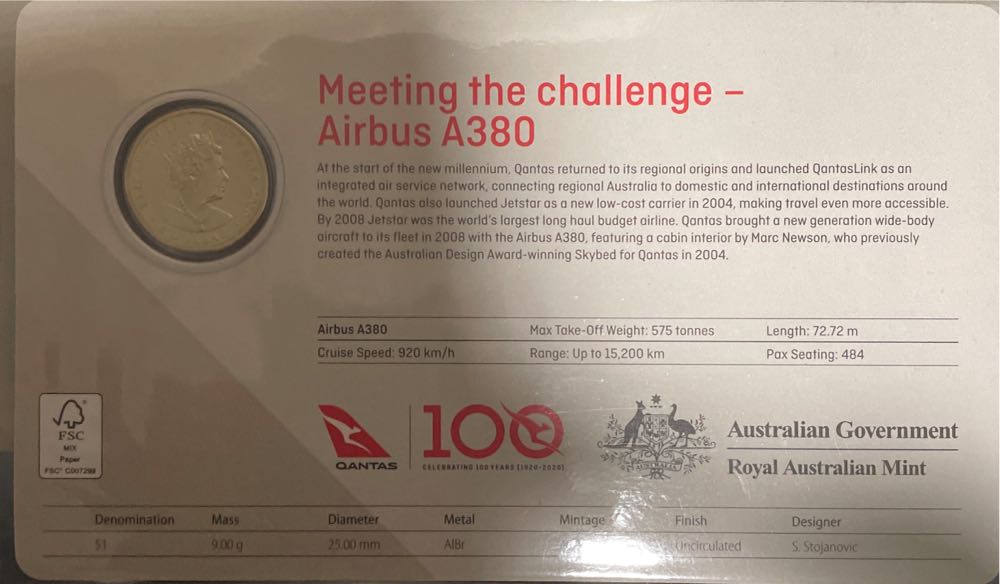 Meeting the challenge –
Airbus A380
At the start of the new millennium, Qantas returned to its regional origins and launched QantasLink as an
integrated air service network, connecting regional Australia to domestic and international destinations around
the world. Qantas also launched Jetstar as a new low-cost carrier in 2004, making travel even more accessible.
By 2008 Jetstar was the world's largest long haul budget airline. Qantas brought a new generation wide-body
aircraft to its fleet in 2008 with the Airbus A380, featuring a cabin interior by Marc Newson, who previously
created the Australian Design Award-winning Skybed for Qantas in 2004.
Airbus A380 Max Take-Off Weight: 575 tonnes Length: 72.72 m
Cruise Speed: 920 km/h Range: Up to 15,200 km Pax Seating: 484
FSC
MIX
Paper
FSC® C007299
QANTAS
100
CELEBRATING 100 YEARS (1920-2020)
AUSTRALIA
Australian Government
Royal Australian Mint
Denomination Mass Diameter Metal Mintage Finish Designer
$1 9.00 g 25.00 mm AlBr Uncirculated S. Stojanovic